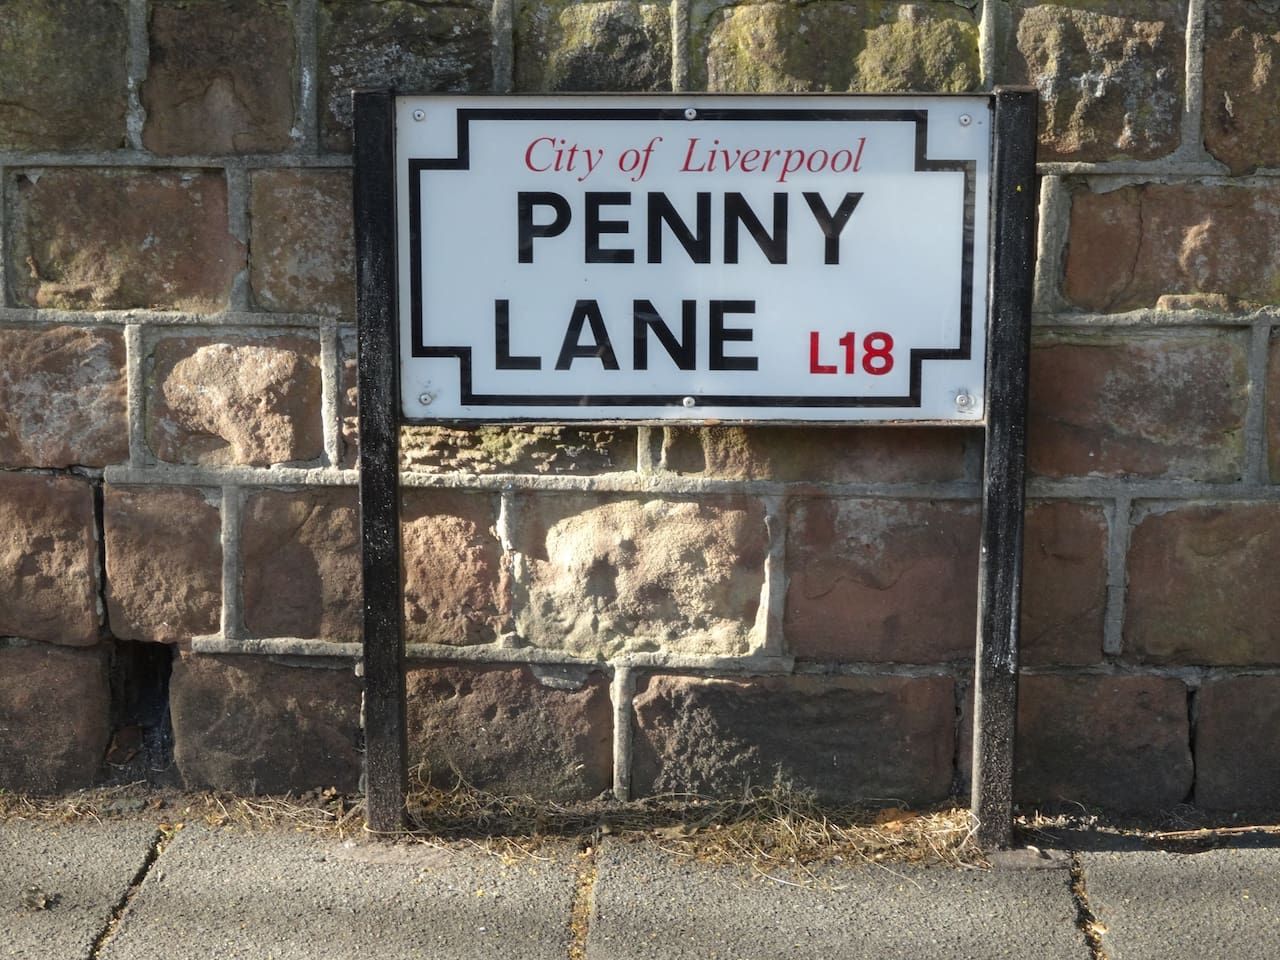 City of Liverpool
PENNY
LANE L18